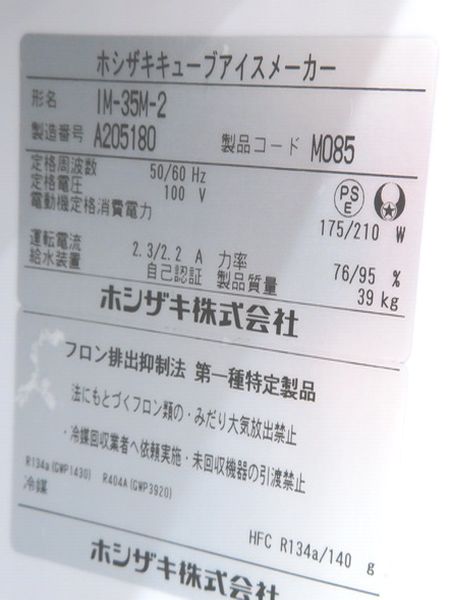 ホシザキキューブアイスメーカー
形名 IM-35M-2
製造番号 A205180 製品コード M085
定格周波数 50/60 Hz
定格電圧 100 V
電動機定格消費電力 175/210 W
PS
E
運転電流 2.3/2.2 A 力率 76/95 %
給水装置 自己認証 製品質量 39 kg
ホシザキ株式会社
フロン排出抑制法 第一種特定製品
法にもとづくフロン類の・みだり大気放出禁止
・冷媒回収業者へ依頼実施・未回収機器の引渡禁止
R134a(GWP1430) R404A(GWP3920)
冷媒 HFC R134a/140 g
ホシザキ株式会社